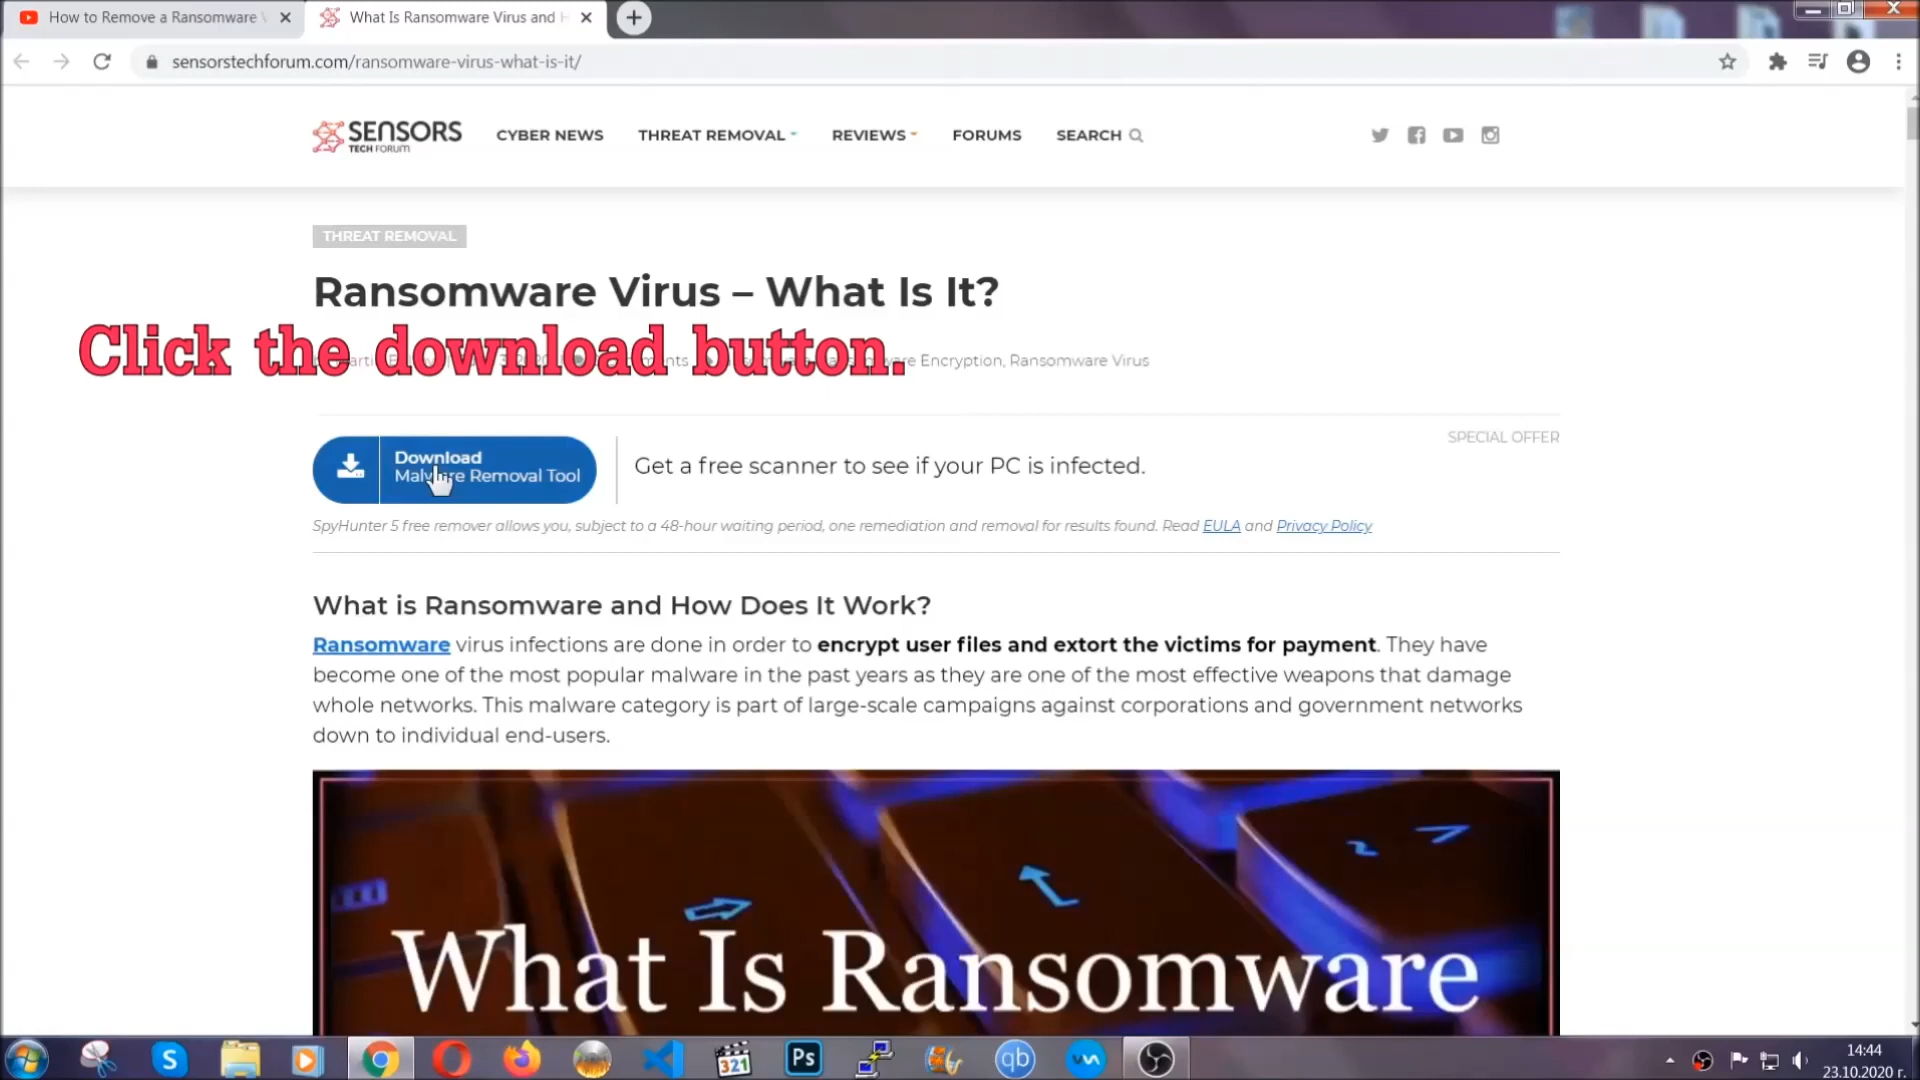 How to Remove a Ransomware
What Is Ransomware Virus and
sensorstechforum.com/ransomware-virus-what-is-it/
SENSORS
TECH FORUM
CYBER NEWS
THREAT REMOVAL
REVIEWS
FORUMS
SEARCH
THREAT REMOVAL
Ransomware Virus – What Is It?
Click the download button.
Encryption, Ransomware Virus
SPECIAL OFFER
Download
Malware Removal Tool
Get a free scanner to see if your PC is infected.
SpyHunter 5 free remover allows you, subject to a 48-hour waiting period, one remediation and removal for results found. Read EULA and Privacy Policy
What is Ransomware and How Does It Work?
Ransomware virus infections are done in order to encrypt user files and extort the victims for payment. They have
become one of the most popular malware in the past years as they are one of the most effective weapons that damage
whole networks. This malware category is part of large-scale campaigns against corporations and government networks
down to individual end-users.
What Is Ransomware
S
321
Ps
qb
14:44
23.10.2020 г.